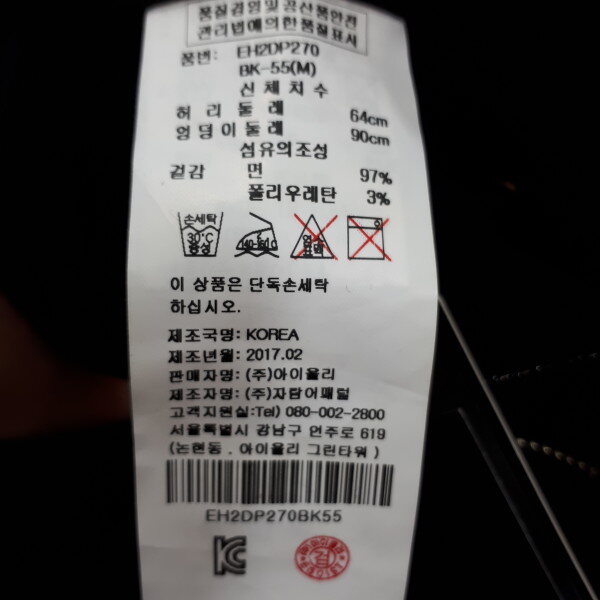 품질경영및공산품안전
관리법에의한품질표시
품번: EH2DP270
BK-55(M)
신체치수
허리둘레 64cm
엉덩이둘레 90cm
섬유의조성
겉감 면 97%
폴리우레탄 3%
손세탁
30℃
중성
이 상품은 단독손세탁
하십시오.
제조국명: KOREA
제조년월: 2017.02
판매자명: (주)아이올리
제조자명: (주)자람어패럴
고객지원실:Tel) 080-002-2800
서울특별시 강남구 언주로 619
(논현동, 아이올리 그린타워)
EH2DP270BK55
KC
검